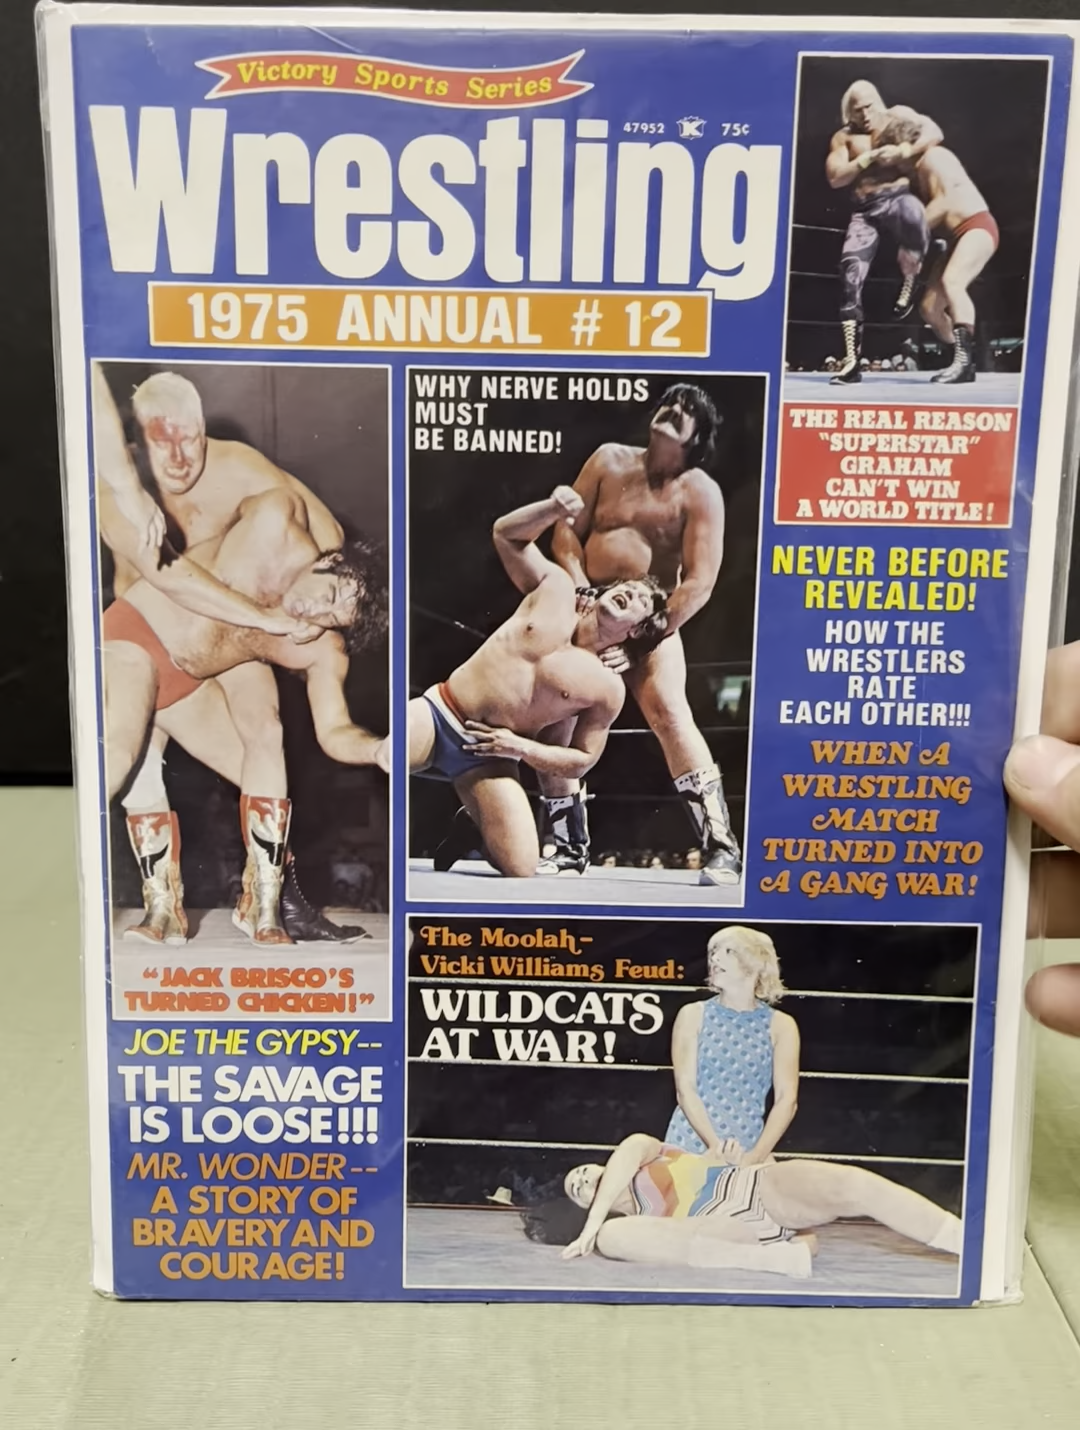 Victory Sports Series
Wrestling
47952 K 75¢
1975 ANNUAL # 12
WHY NERVE HOLDS
MUST
BE BANNED!
THE REAL REASON
"SUPERSTAR"
GRAHAM
CAN'T WIN
A WORLD TITLE!
NEVER BEFORE
REVEALED!
HOW THE
WRESTLERS
RATE
EACH OTHER!!!
WHEN A
WRESTLING
MATCH
TURNED INTO
A GANG WAR!
"JACK BRISCO'S
TURNED CHICKEN!"
JOE THE GYPSY--
THE SAVAGE
IS LOOSE!!!
MR. WONDER--
A STORY OF
BRAVERY AND
COURAGE!
The Moolah-
Vicki Williams Feud:
WILDCATS
AT WAR!